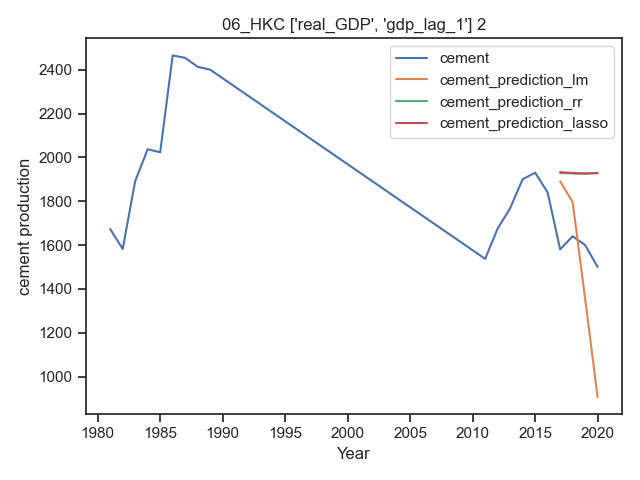 06_HKC ['real_GDP', 'gdp_lag_1'] 2
cement
cement_prediction_lm
cement_prediction_rr
cement_prediction_lasso
cement production
2400
2200
2000
1800
1600
1400
1200
1000
1980 1985 1990 1995 2000 2005 2010 2015 2020
Year